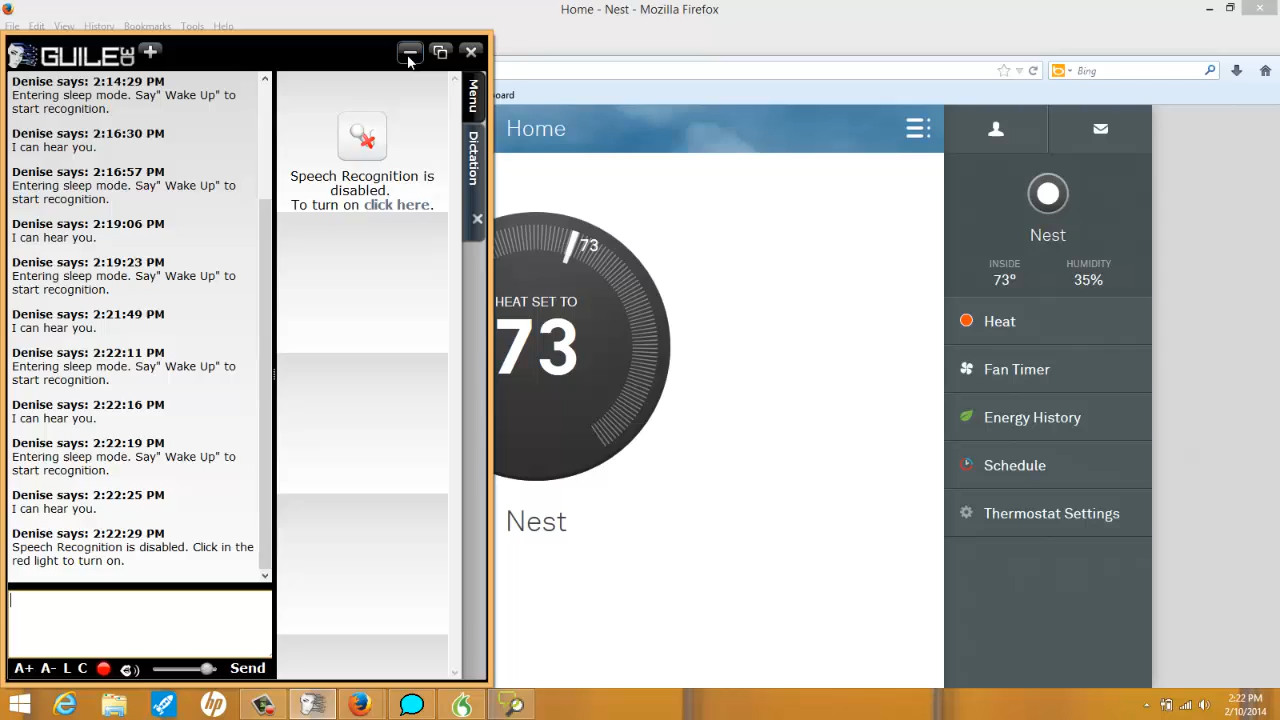 Home - Nest - Mozilla Firefox
File Edit View History Bookmarks Tools Help
GUILE 3D
Bing
oard
Denise says: 2:14:29 PM
Entering sleep mode. Say" Wake Up" to
start recognition.
Denise says: 2:16:30 PM
I can hear you.
Denise says: 2:16:57 PM
Entering sleep mode. Say" Wake Up" to
start recognition.
Denise says: 2:19:06 PM
I can hear you.
Denise says: 2:19:23 PM
Entering sleep mode. Say" Wake Up" to
start recognition.
Denise says: 2:21:49 PM
I can hear you.
Denise says: 2:22:11 PM
Entering sleep mode. Say" Wake Up" to
start recognition.
Denise says: 2:22:16 PM
I can hear you.
Denise says: 2:22:19 PM
Entering sleep mode. Say" Wake Up" to
start recognition.
Denise says: 2:22:25 PM
I can hear you.
Denise says: 2:22:29 PM
Speech Recognition is disabled. Click in the
red light to turn on.
A+ A- L C Send
Speech Recognition is
disabled.
To turn on click here.
Menu
Dictation
Home
73
HEAT SET TO
73
Nest
Nest
INSIDE HUMIDITY
73° 35%
Heat
Fan Timer
Energy History
Schedule
Thermostat Settings
hp
2:22 PM
2/10/2014